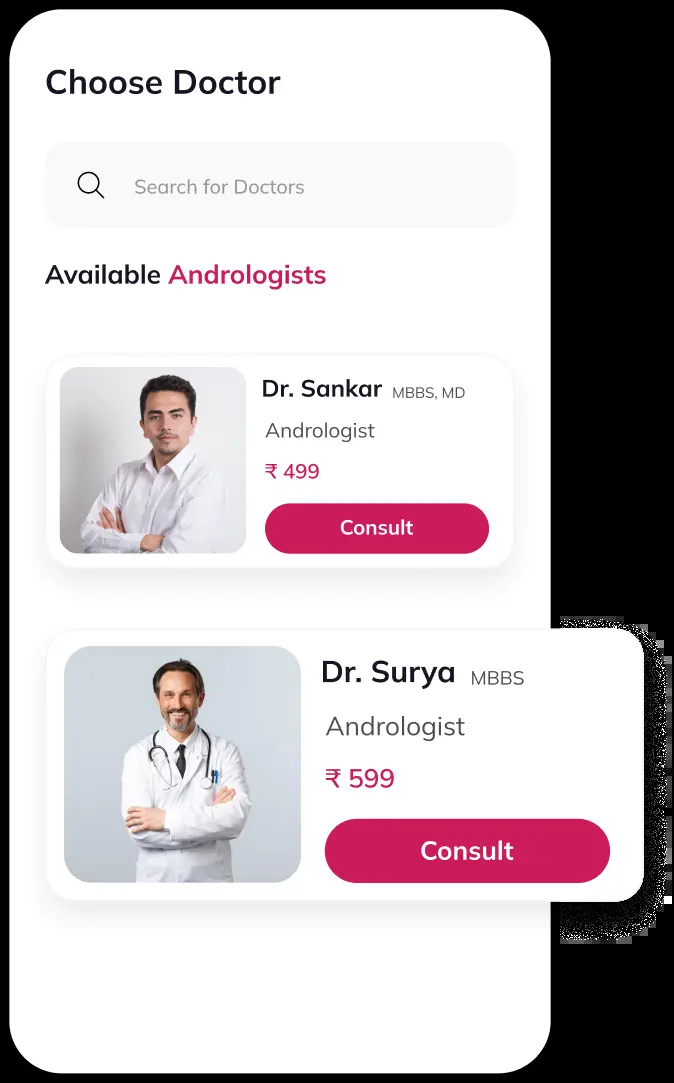 Choose Doctor
Search for Doctors
Available Andrologists
Dr. Sankar MBBS, MD
Andrologist
₹ 499
Consult
Dr. Surya MBBS
Andrologist
₹ 599
Consult